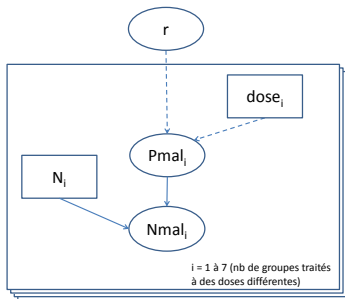 r
dose_i
Pmal_i
N_i
Nmal_i
i = 1 à 7 (nb de groupes traités
à des doses différentes)